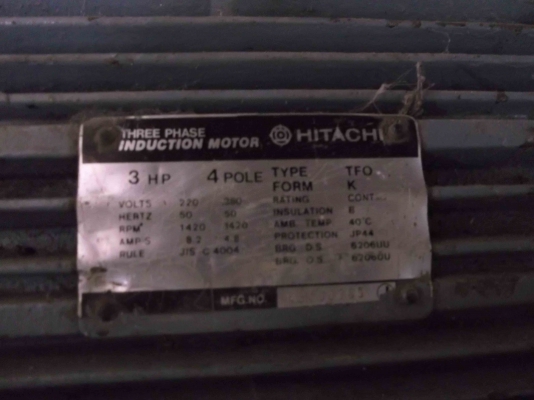 THREE PHASE
INDUCTION MOTOR HITACHI
3 HP 4 POLE TYPE TFO
FORM K
VOLTS 220 380 RATING CONT.
HERTZ 50 50 INSULATION E
RPM 1420 1420 AMB. TEMP. 40°C
AMPS 8.2 4.8 PROTECTION JP44
RULE JIS C 4004 BRG D.S. 6206UU
BRG. O.S. 6206UU
MFG.NO.